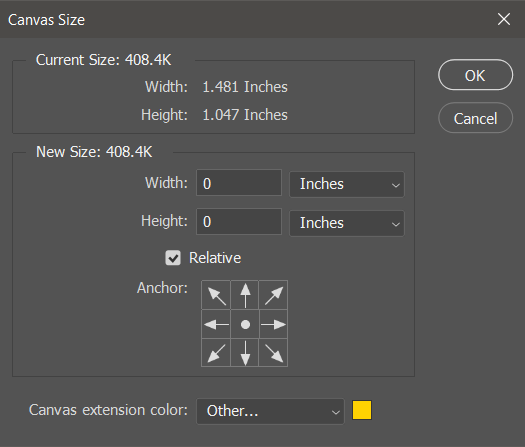 Canvas Size
Current Size: 408.4K
Width: 1.481 Inches
Height: 1.047 Inches
OK
Cancel
New Size: 408.4K
Width: 0 Inches
Height: 0 Inches
Relative
Anchor:
Canvas extension color: Other...